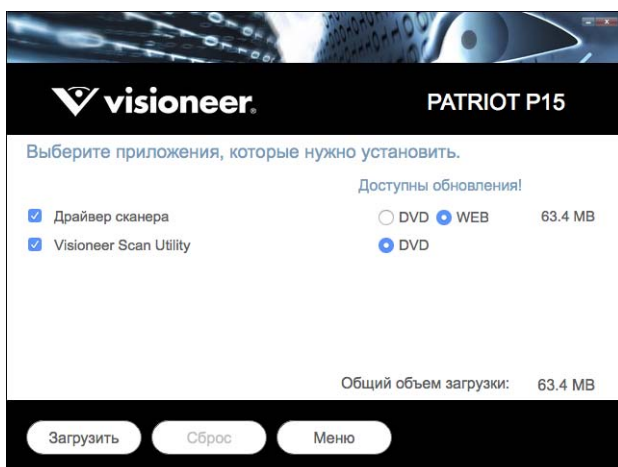 visioneer.
PATRIOT P15
Выберите приложения, которые нужно установить.
Доступны обновления!
Драйвер сканера DVD WEB 63.4 MB
Visioneer Scan Utility DVD
Общий объем загрузки: 63.4 MB
Загрузить Сброс Меню